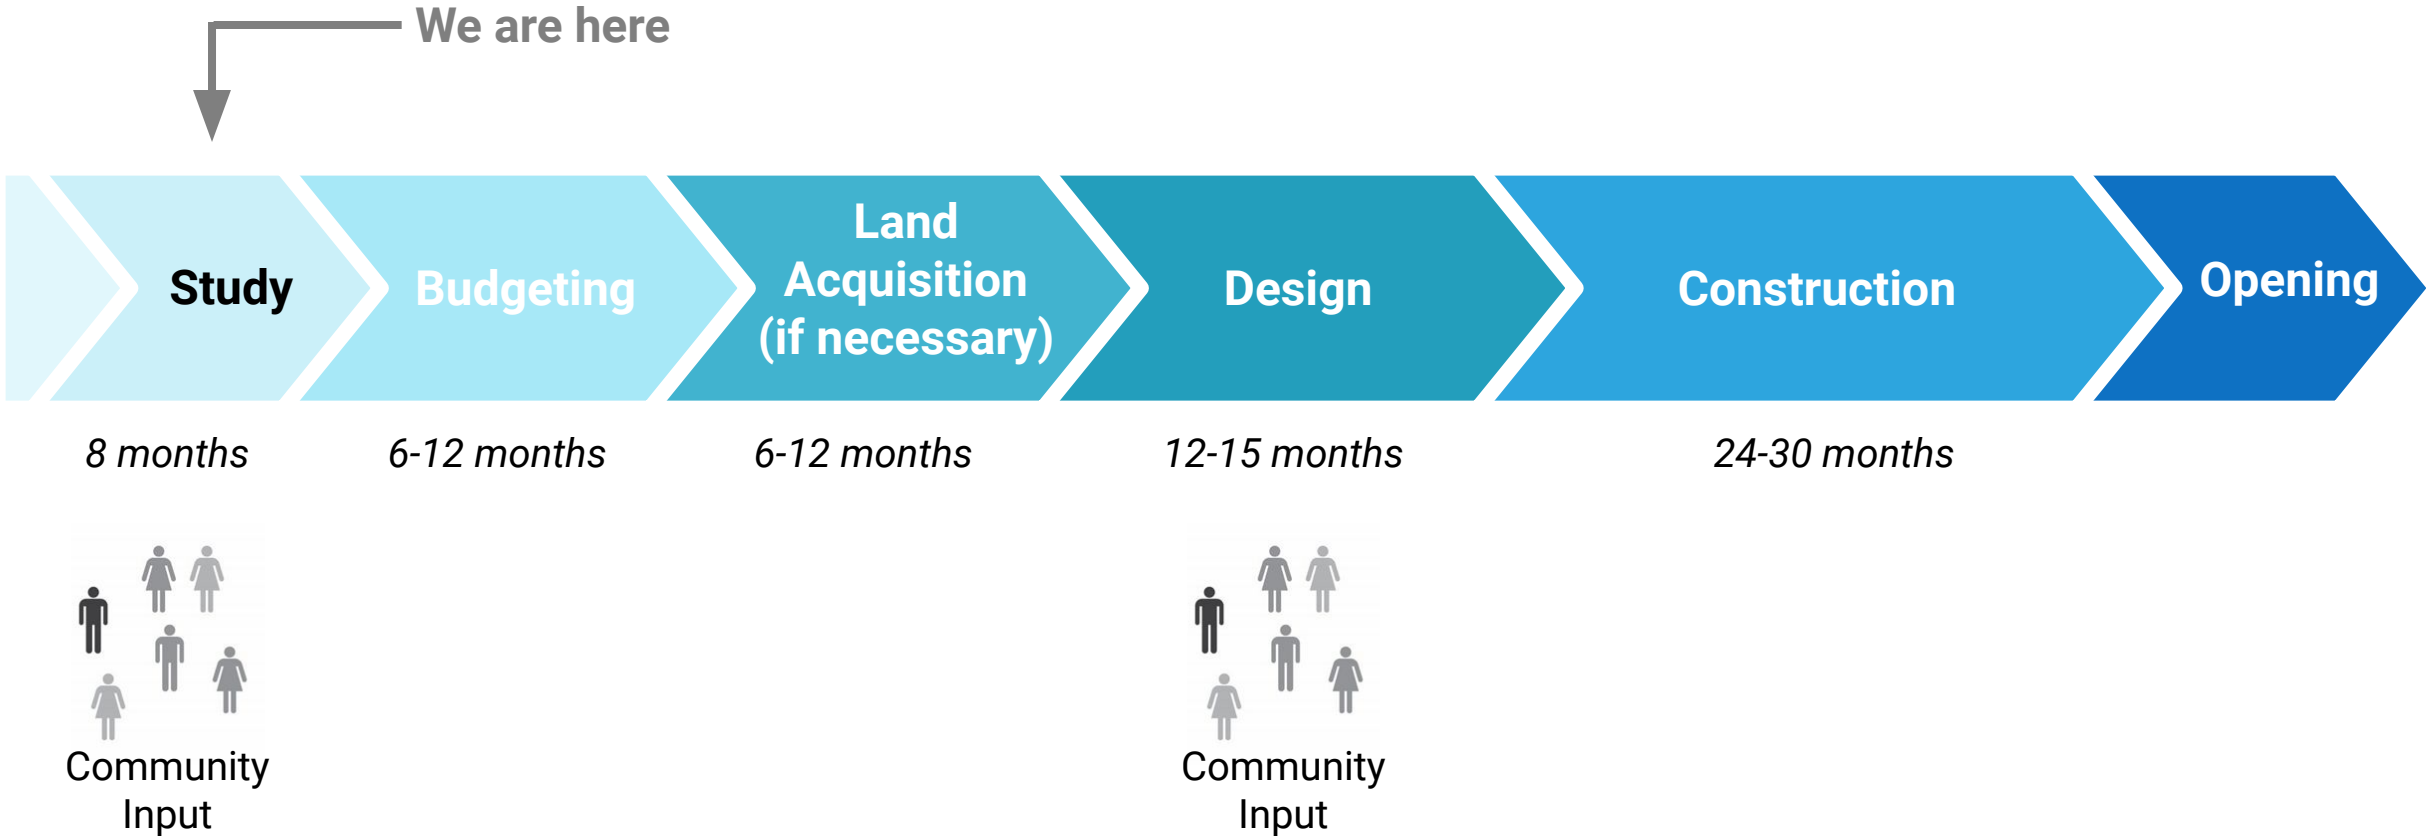 We are here
Study
Budgeting
Land
Acquisition
(if necessary)
Design
Construction
Opening
8 months
6-12 months
6-12 months
12-15 months
24-30 months
Community
Input
Community
Input